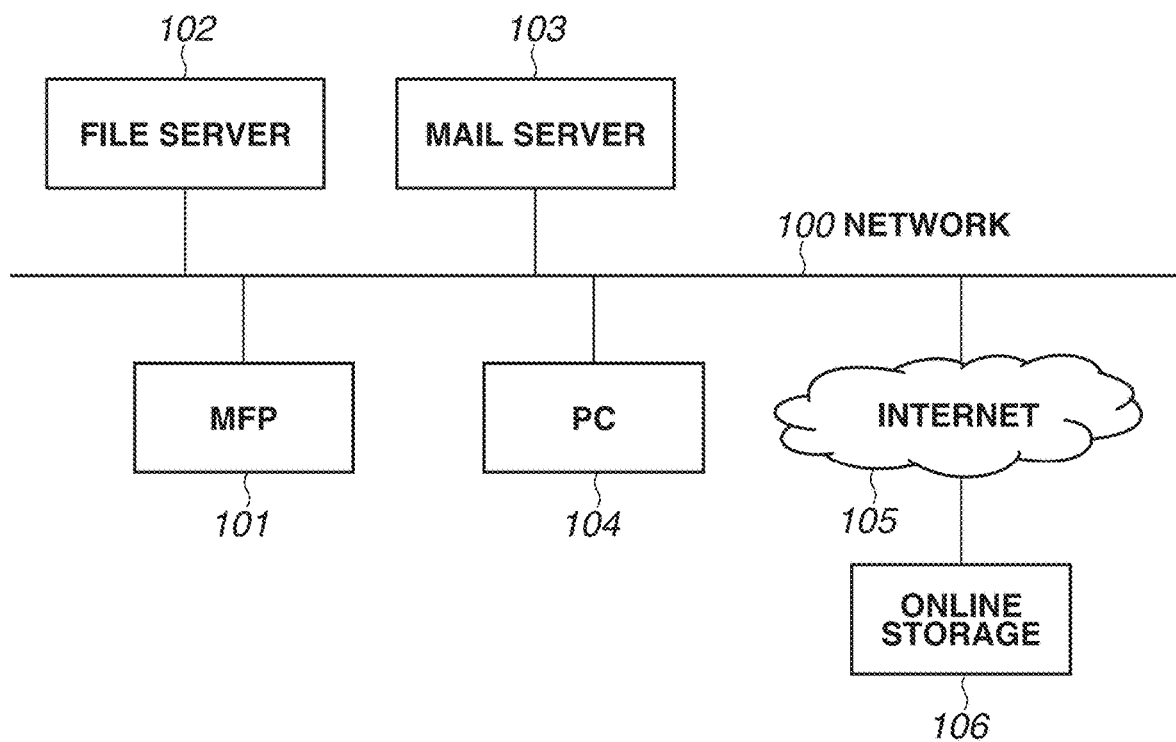 102
103
FILE SERVER
MAIL SERVER
100 NETWORK
MFP
PC
INTERNET
101
104
105
ONLINE
STORAGE
106